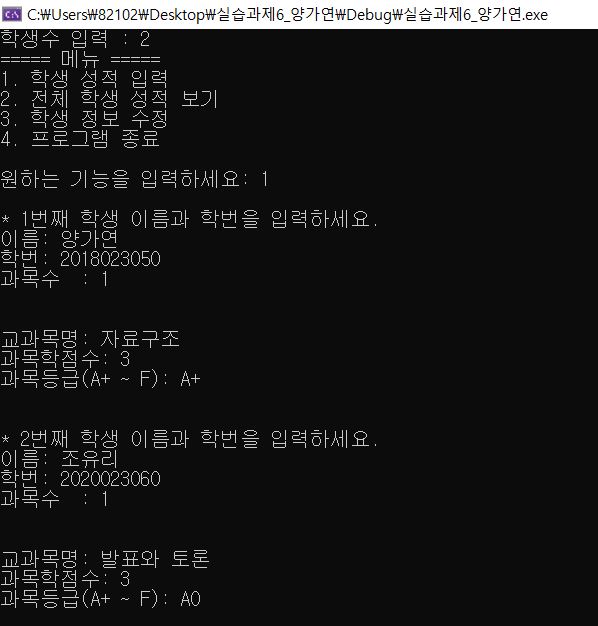 C:\Users\82102\Desktop\실습과제6_양가연\Debug\실습과제6_양가연.exe
학생수 입력 : 2
===== 메뉴 =====
1. 학생 성적 입력
2. 전체 학생 성적 보기
3. 학생 정보 수정
4. 프로그램 종료
원하는 기능을 입력하세요: 1
* 1번째 학생 이름과 학번을 입력하세요.
이름: 양가연
학번: 2018023050
과목수  : 1
교과목명: 자료구조
과목학점수: 3
과목등급(A+ ~ F): A+
* 2번째 학생 이름과 학번을 입력하세요.
이름: 조유리
학번: 2020023060
과목수  : 1
교과목명: 발표와 토론
과목학점수: 3
과목등급(A+ ~ F): A0